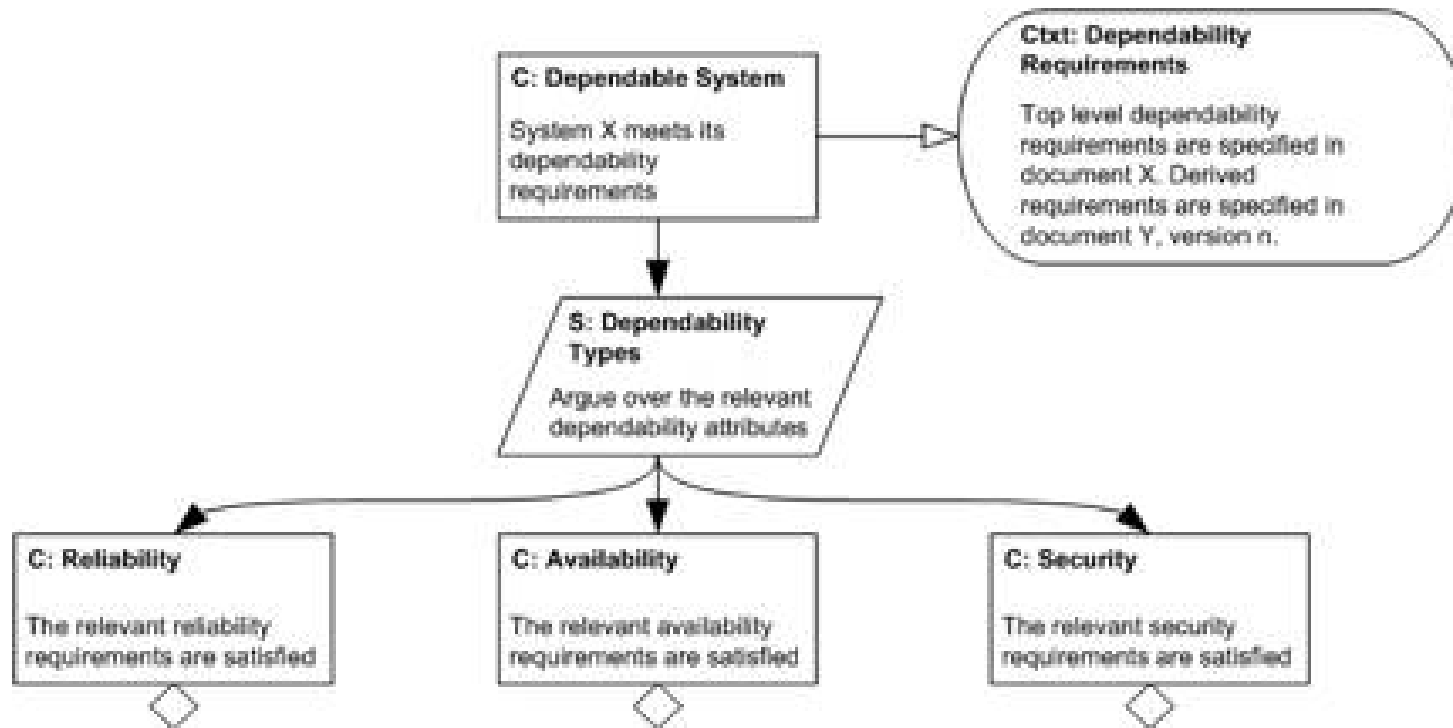 C: Dependable System
System X meets its
dependability
requirements
Ctxt: Dependability
Requirements
Top level dependability
requirements are specified in
document X. Derived
requirements are specified in
document Y, version n.
S: Dependability
Types
Argue over the relevant
dependability attributes
C: Reliability
The relevant reliability
requirements are satisfied
C: Availability
The relevant availability
requirements are satisfied
C: Security
The relevant security
requirements are satisfied